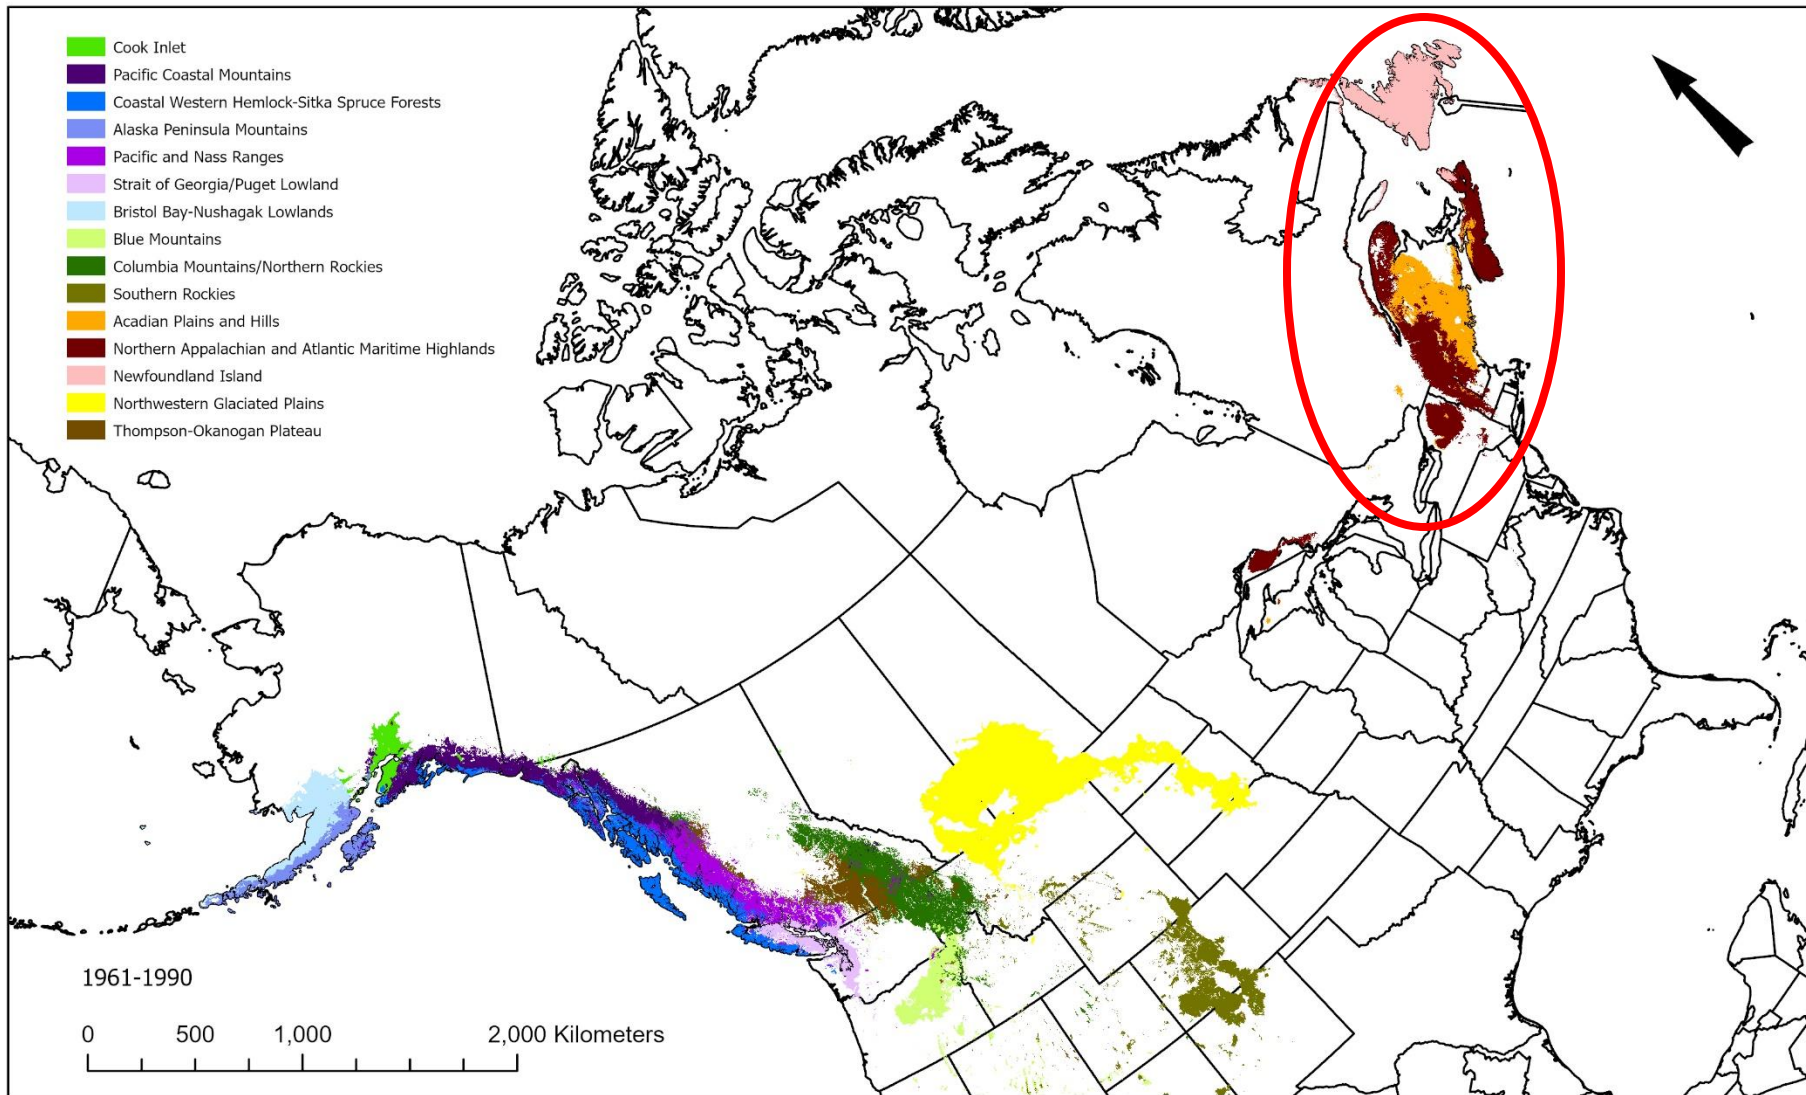 Cook Inlet
Pacific Coastal Mountains
Coastal Western Hemlock-Sitka Spruce Forests
Alaska Peninsula Mountains
Pacific and Nass Ranges
Strait of Georgia/Puget Lowland
Bristol Bay-Nushagak Lowlands
Blue Mountains
Columbia Mountains/Northern Rockies
Southern Rockies
Acadian Plains and Hills
Northern Appalachian and Atlantic Maritime Highlands
Newfoundland Island
Northwestern Glaciated Plains
Thompson-Okanogan Plateau
1961-1990
0 500 1,000 2,000 Kilometers